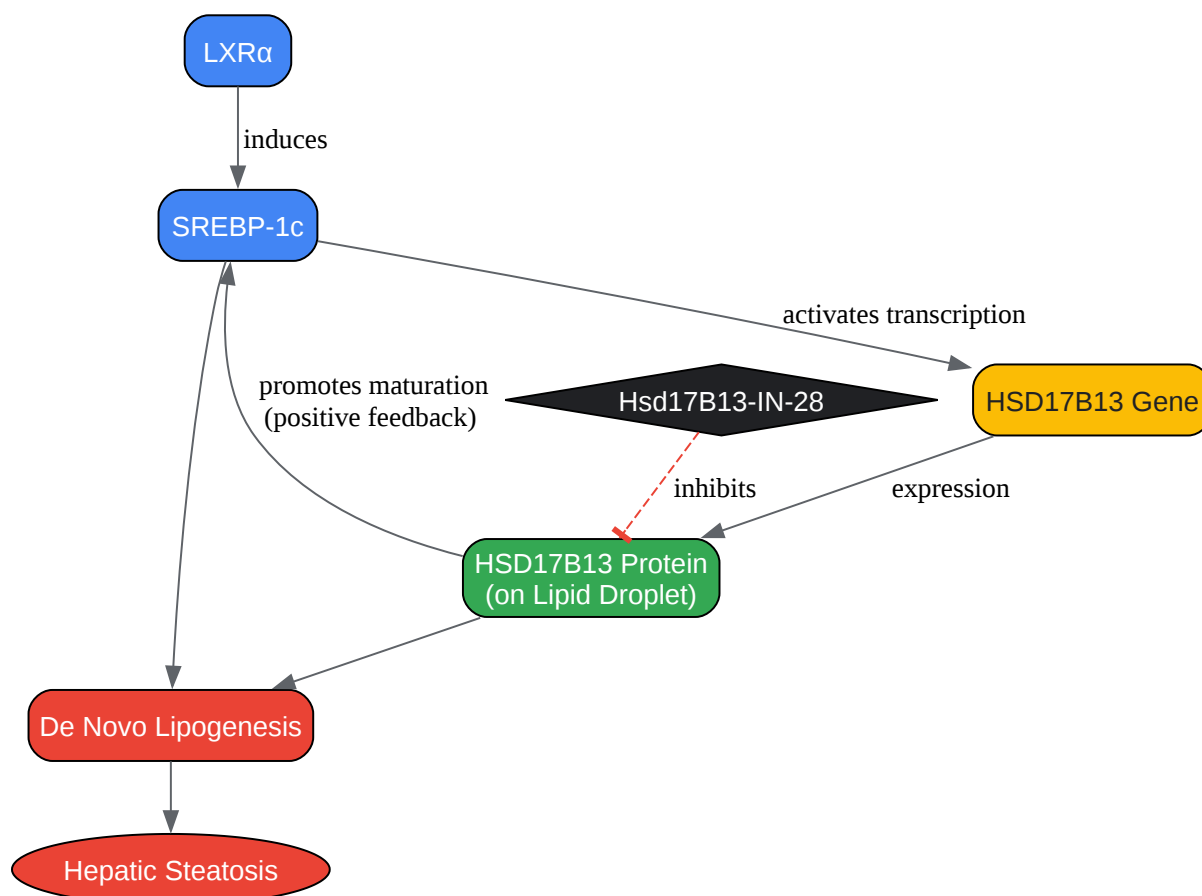 LXRα
induces
SREBP-1c
activates transcription
promotes maturation
(positive feedback)
Hsd17B13-IN-28
HSD17B13 Gene
inhibits
expression
HSD17B13 Protein
(on Lipid Droplet)
De Novo Lipogenesis
Hepatic Steatosis